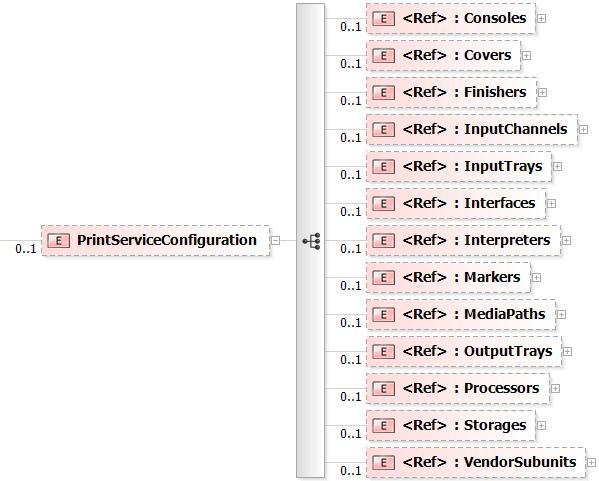 E <Ref> : Consoles
0..1
E <Ref> : Covers
0..1
E <Ref> : Finishers
0..1
E <Ref> : InputChannels
0..1
E <Ref> : InputTrays
0..1
E <Ref> : Interfaces
0..1
E PrintServiceConfiguration
0..1
E <Ref> : Interpreters
0..1
E <Ref> : Markers
0..1
E <Ref> : MediaPaths
0..1
E <Ref> : OutputTrays
0..1
E <Ref> : Processors
0..1
E <Ref> : Storages
0..1
E <Ref> : VendorSubunits
0..1